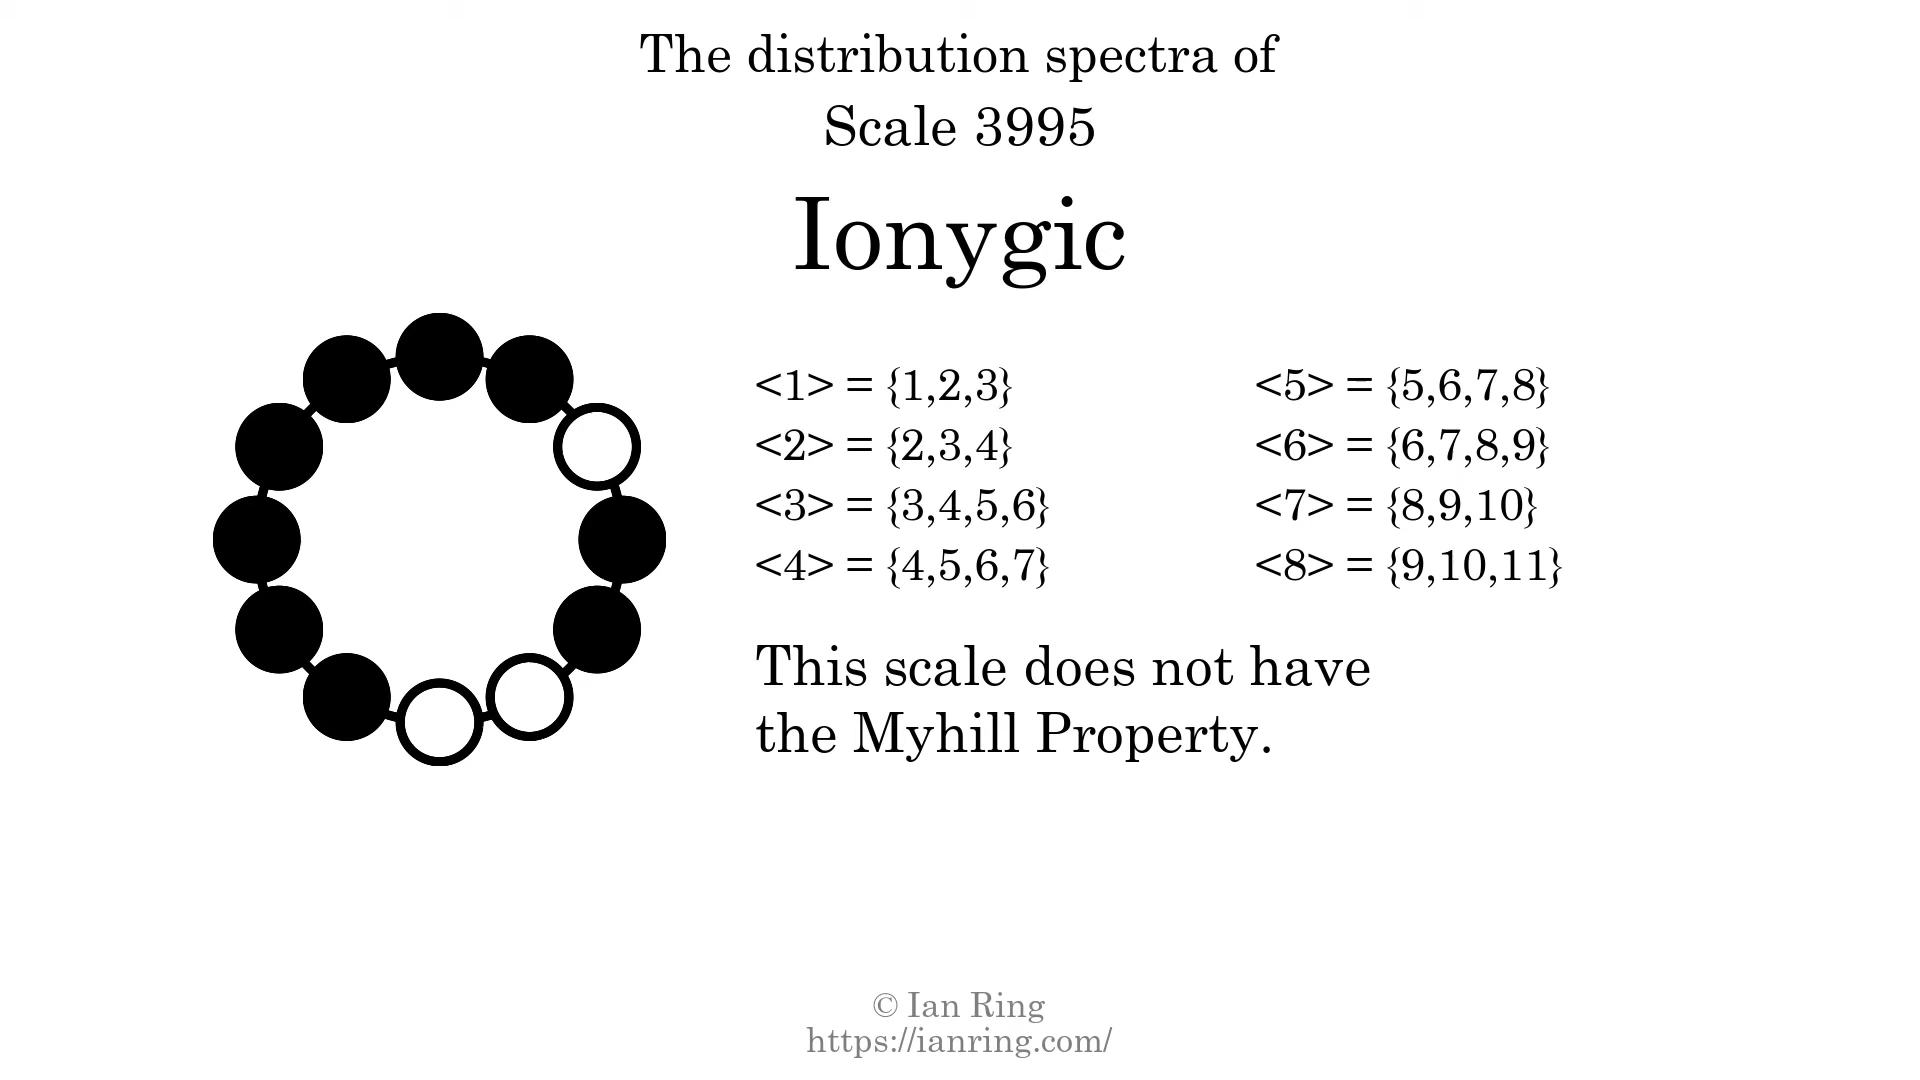 The distribution spectra of
Scale 3995
Ionygic
<1> = {1,2,3}
<2> = {2,3,4}
<3> = {3,4,5,6}
<4> = {4,5,6,7}
<5> = {5,6,7,8}
<6> = {6,7,8,9}
<7> = {8,9,10}
<8> = {9,10,11}
This scale does not have
the Myhill Property.
© Ian Ring
https://ianring.com/